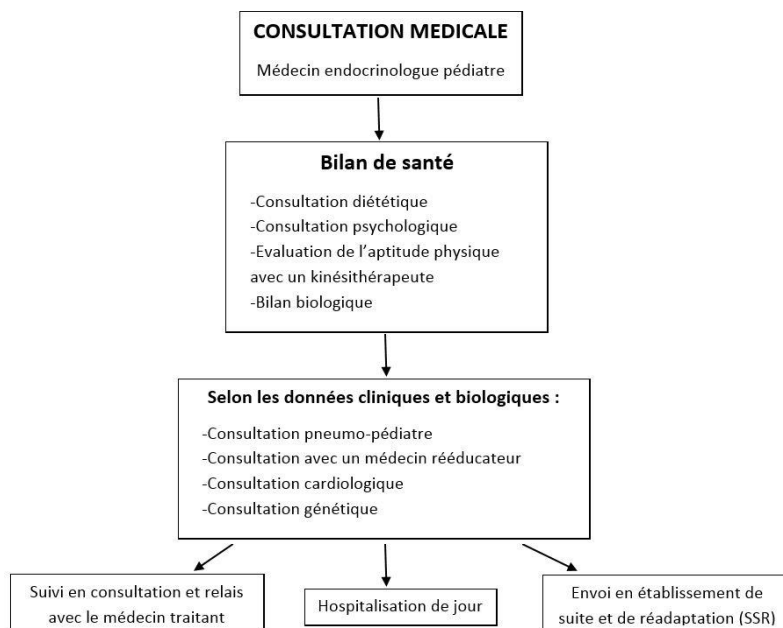 CONSULTATION MEDICALE
Médecin endocrinologue pédiatre
Bilan de santé
-Consultation diététique
-Consultation psychologique
-Evaluation de l'aptitude physique
avec un kinésithérapeute
-Bilan biologique
Selon les données cliniques et biologiques :
-Consultation pneumo-pédiatre
-Consultation avec un médecin rééducateur
-Consultation cardiologique
-Consultation génétique
Suivi en consultation et relais
avec le médecin traitant
Hospitalisation de jour
Envoi en établissement de
suite et de réadaptation (SSR)